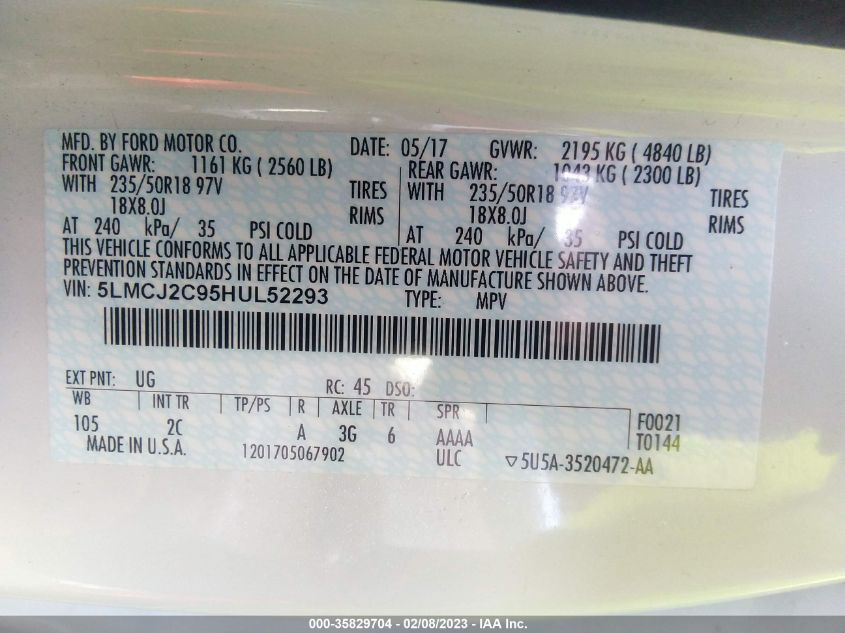 MFD. BY FORD MOTOR CO. DATE: 05/17 GVWR: 2195 KG ( 4840 LB)
FRONT GAWR: 1161 KG ( 2560 LB) REAR GAWR: 1043 KG ( 2300 LB)
WITH 235/50R18 97V TIRES WITH 235/50R18 97V TIRES
18X8.0J RIMS 18X8.0J RIMS
AT 240 kPa/ 35 PSI COLD AT 240 kPa/ 35 PSI COLD
THIS VEHICLE CONFORMS TO ALL APPLICABLE FEDERAL MOTOR VEHICLE SAFETY AND THEFT
PREVENTION STANDARDS IN EFFECT ON THE DATE OF MANUFACTURE SHOWN ABOVE.
VIN: 5LMCJ2C95HUL52293 TYPE: MPV
EXT PNT: UG RC: 45 DSO:
WB INT TR TP/PS R AXLE TR SPR
105 2C A 3G 6 AAAA F0021
T0144
MADE IN U.S.A. 1201705067902 ULC ▽5U5A-3520472-AA
000-35829704 - 02/08/2023 - IAA Inc.